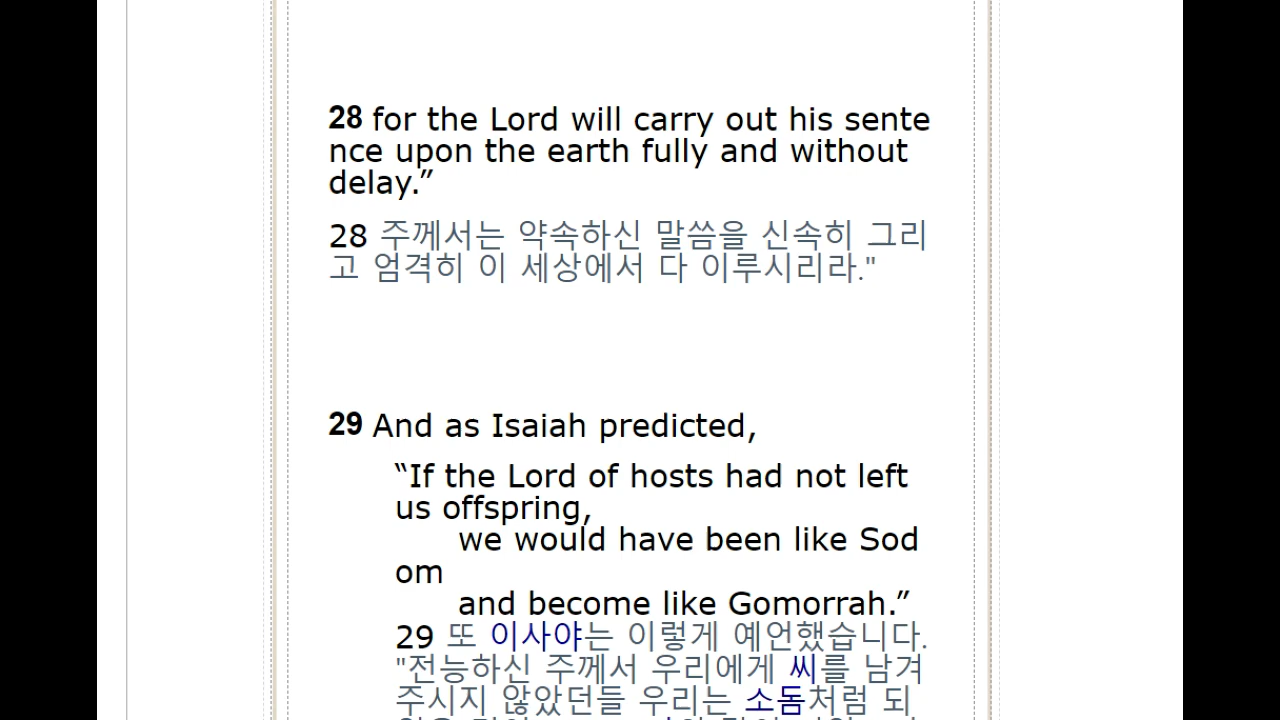 28 for the Lord will carry out his sente
nce upon the earth fully and without
delay.”
28 주께서는 약속하신 말씀을 신속히 그리
고 엄격히 이 세상에서 다 이루시리라."
29 And as Isaiah predicted,
“If the Lord of hosts had not left
us offspring,
we would have been like Sod
om
and become like Gomorrah.”
29 또 이사야는 이렇게 예언했습니다.
"전능하신 주께서 우리에게 씨를 남겨
주시지 않았던들 우리는 소돔처럼 되